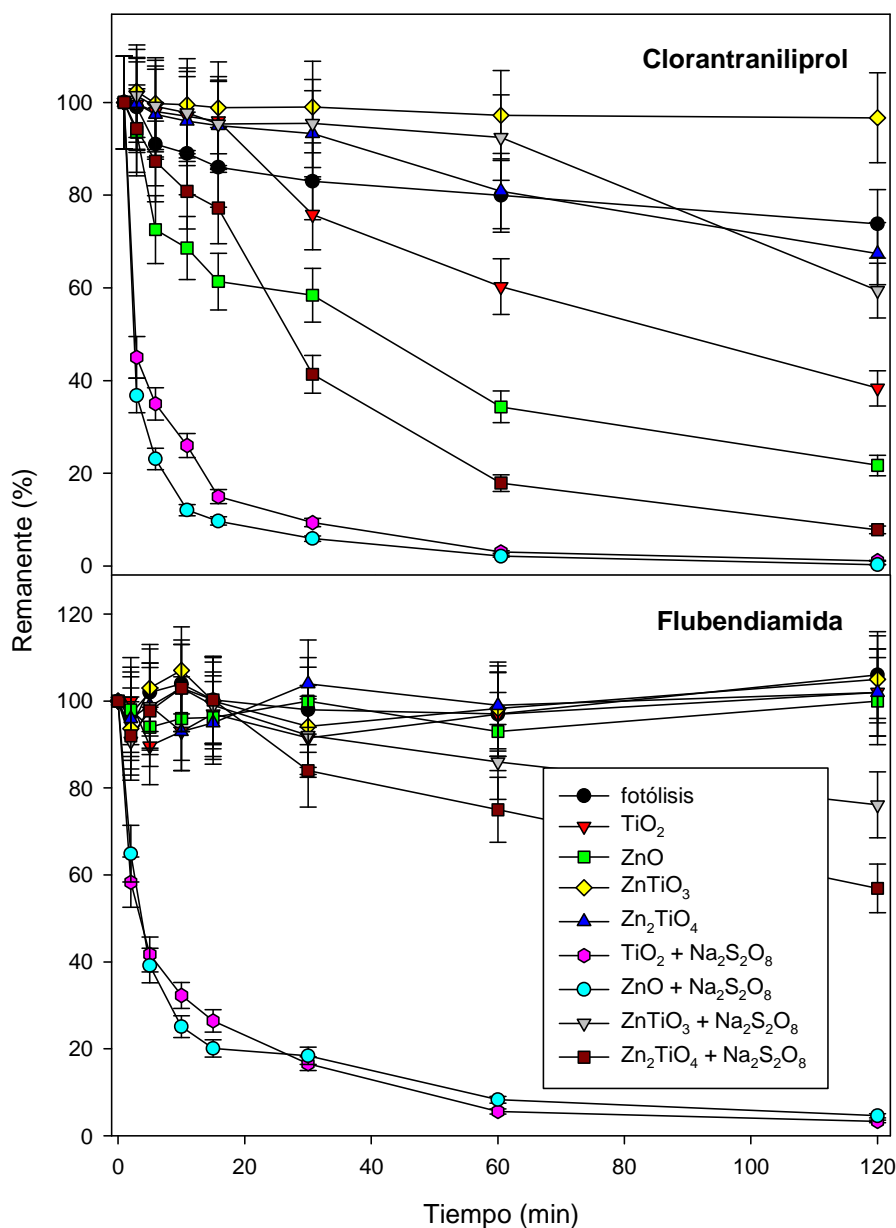 Clorantraniliprol
100
80
60
40
20
0
Remanente (%)
Flubendiamida
120
100
80
60
40
20
0
fotólisis
TiO₂
ZnO
ZnTiO₃
Zn₂TiO₄
TiO₂ + Na₂S₂O₈
ZnO + Na₂S₂O₈
ZnTiO₃ + Na₂S₂O₈
Zn₂TiO₄ + Na₂S₂O₈
0 20 40 60 80 100 120
Tiempo (min)